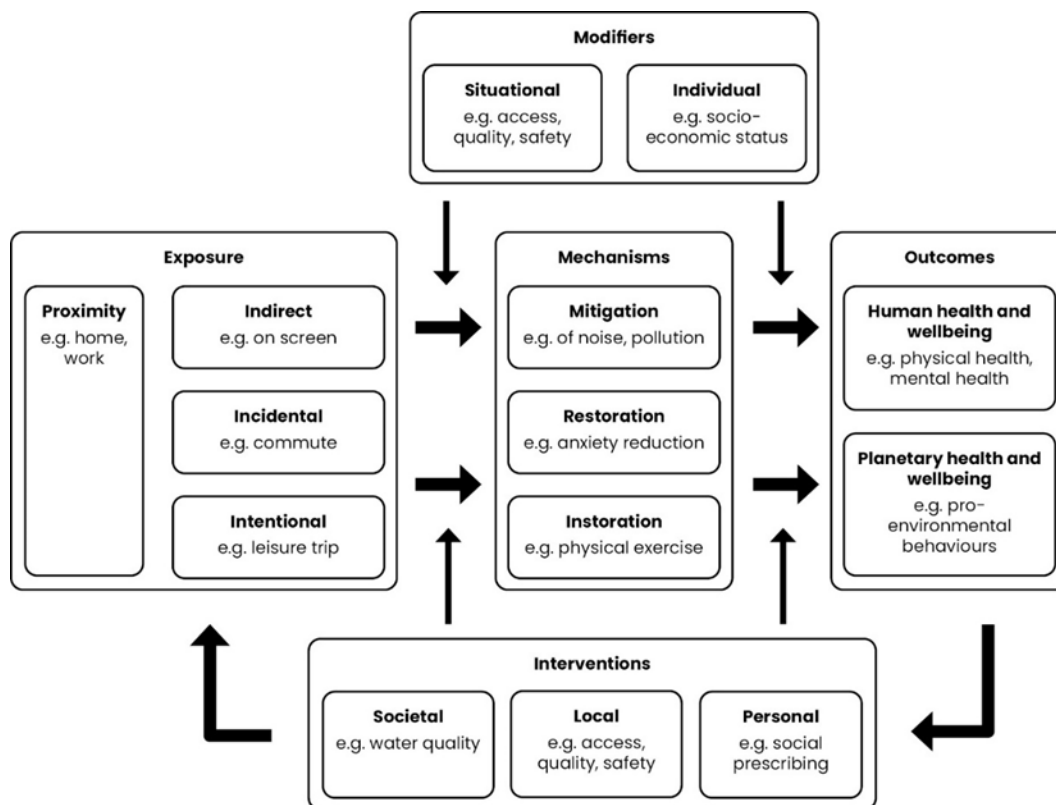 Modifiers
Situational
e.g. access,
quality, safety
Individual
e.g. socio-
economic status
Exposure
Proximity
e.g. home,
work
Indirect
e.g. on screen
Incidental
e.g. commute
Intentional
e.g. leisure trip
Mechanisms
Mitigation
e.g. of noise, pollution
Restoration
e.g. anxiety reduction
Instoration
e.g. physical exercise
Outcomes
Human health and
wellbeing
e.g. physical health,
mental health
Planetary health and
wellbeing
e.g. pro-
environmental
behaviours
Interventions
Societal
e.g. water quality
Local
e.g. access,
quality, safety
Personal
e.g. social
prescribing